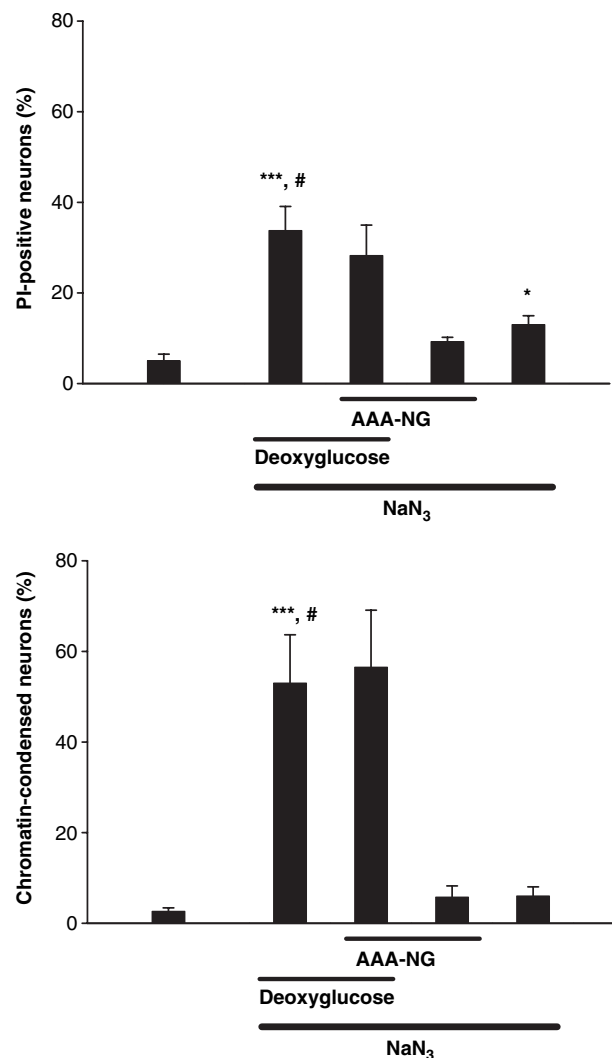 PI-positive neurons (%)
80
60
40
20
0
***, #
*
AAA-NG
Deoxyglucose
NaN₃
Chromatin-condensed neurons (%)
80
60
40
20
0
***, #
AAA-NG
Deoxyglucose
NaN₃